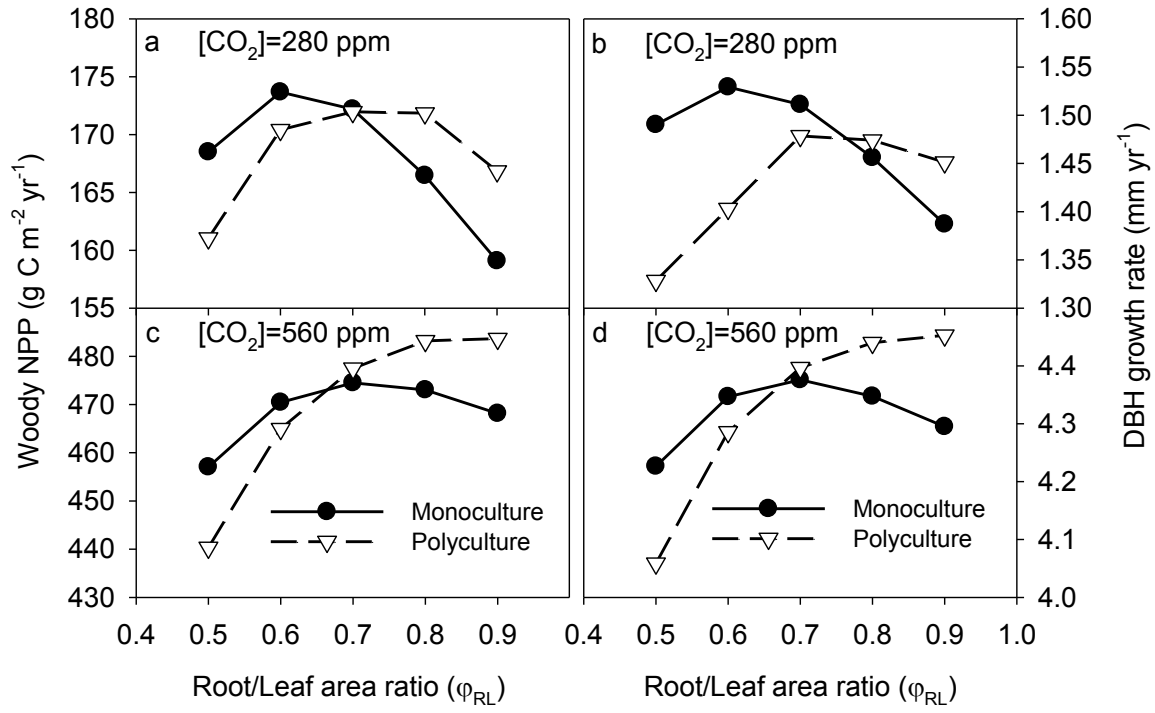 a [CO₂]=280 ppm
b [CO₂]=280 ppm
180
175
170
165
160
155
1.60
1.55
1.50
1.45
1.40
1.35
1.30
Woody NPP (g C m⁻² yr⁻¹)
DBH growth rate (mm yr⁻¹)
c [CO₂]=560 ppm
d [CO₂]=560 ppm
480
470
460
450
440
430
4.4
4.3
4.2
4.1
4.0
Monoculture
Polyculture
Monoculture
Polyculture
0.4 0.5 0.6 0.7 0.8 0.9
0.4 0.5 0.6 0.7 0.8 0.9 1.0
Root/Leaf area ratio (φRL)
Root/Leaf area ratio (φRL)